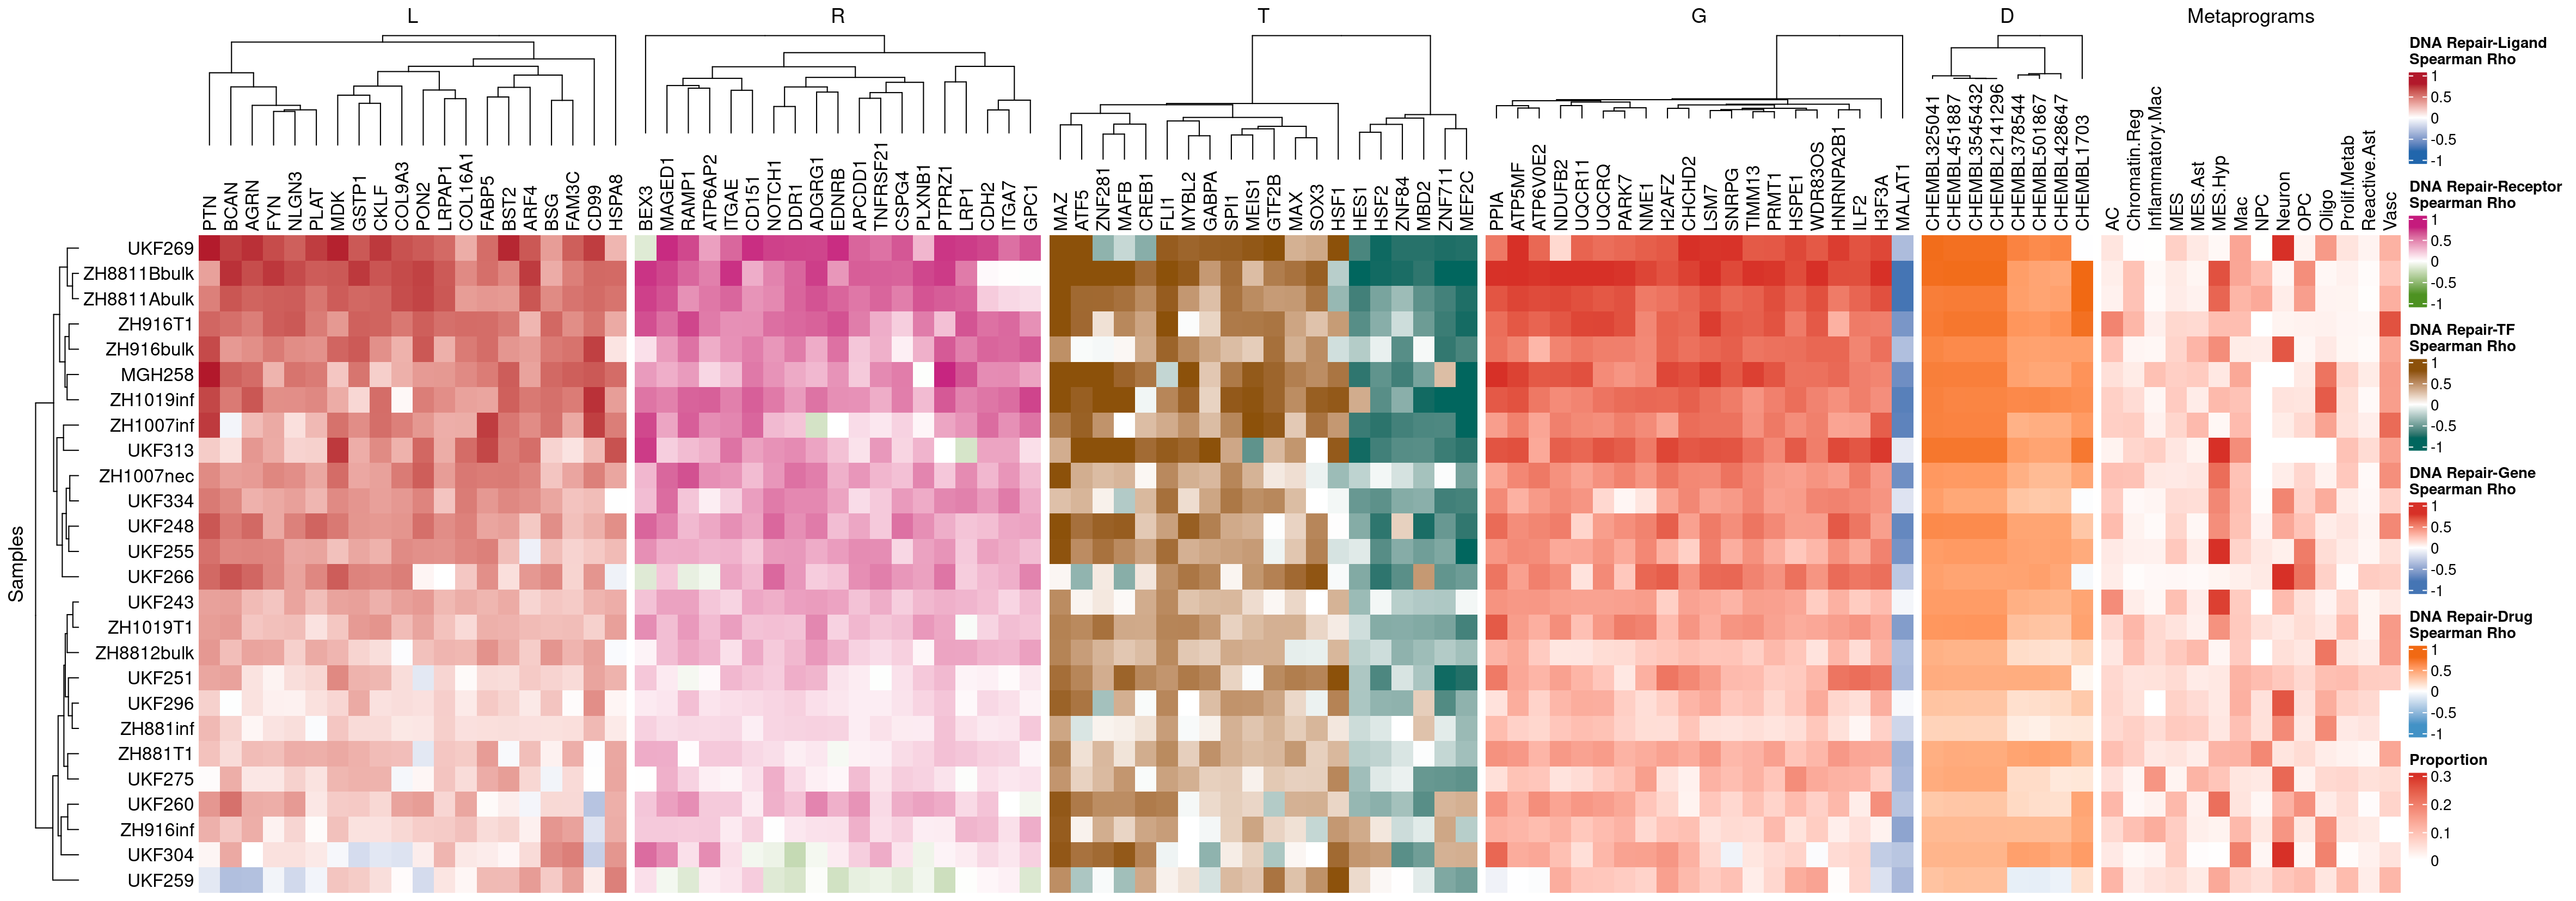 L R T G D Metaprograms
PTN BCAN AGRN FYN NLGN3 PLAT MDK GSTP1 CKLF COL9A3 PON2 LRPAP1 COL16A1 FABP5 BST2 ARF4 BSG FAM3C CD99 HSPA8
BEX3 MAGED1 RAMP1 ATP6AP2 ITGAE CD151 NOTCH1 DDR1 ADGRG1 EDNRB APCDD1 TNFRSF21 CSPG4 PLXNB1 PTPRZ1 LRP1 CDH2 ITGA7 GPC1
MAZ ATF5 ZNF281 MAFB CREB1 FLI1 MYBL2 GABPA SPI1 MEIS1 GTF2B MAX SOX3 HSF1 HES1 HSF2 ZNF84 MBD2 ZNF711 MEF2C
PPIA ATP5MF ATP6V0E2 NDUFB2 UQCR11 UQCRQ PARK7 NME1 H2AFZ CHCHD2 LSM7 SNRPG TIMM13 PRMT1 HSPE1 WDR83OS HNRNPA2B1 ILF2 H3F3A MALAT1
CHEMBL325041 CHEMBL451887 CHEMBL3545432 CHEMBL2141296 CHEMBL378544 CHEMBL501867 CHEMBL428647 CHEMBL1703
AC Chromatin.Reg Inflammatory.Mac MES MES.Ast MES.Hyp Mac NPC Neuron OPC Oligo Prolif.Metab Reactive.Ast Vasc
Samples
UKF269
ZH8811Bbulk
ZH8811Abulk
ZH916T1
ZH916bulk
MGH258
ZH1019inf
ZH1007inf
UKF313
ZH1007nec
UKF334
UKF248
UKF255
UKF266
UKF243
ZH1019T1
ZH8812bulk
UKF251
UKF296
ZH881inf
ZH881T1
UKF275
UKF260
ZH916inf
UKF304
UKF259
DNA Repair-Ligand
Spearman Rho
1
0.5
0
-0.5
-1
DNA Repair-Receptor
Spearman Rho
1
0.5
0
-0.5
-1
DNA Repair-TF
Spearman Rho
1
0.5
0
-0.5
-1
DNA Repair-Gene
Spearman Rho
1
0.5
0
-0.5
-1
DNA Repair-Drug
Spearman Rho
1
0.5
0
-0.5
-1
Proportion
0.3
0.2
0.1
0